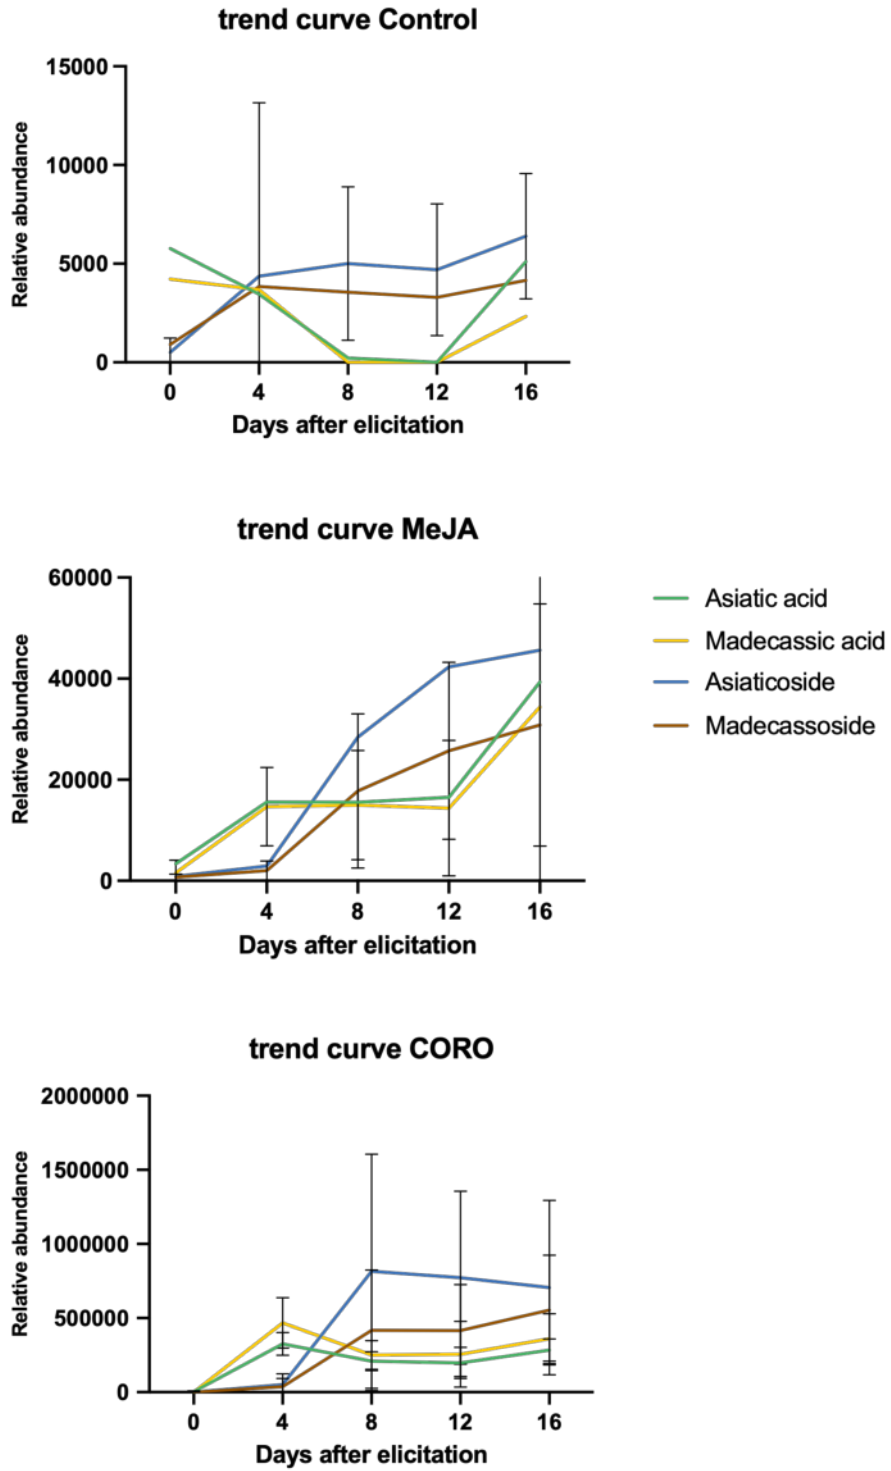 trend curve Control
Relative abundance
15000
10000
5000
0
0 4 8 12 16
Days after elicitation
trend curve MeJA
Relative abundance
60000
40000
20000
0
0 4 8 12 16
Days after elicitation
Asiatic acid
Madecassic acid
Asiaticoside
Madecassoside
trend curve CORO
Relative abundance
2000000
1500000
1000000
500000
0
0 4 8 12 16
Days after elicitation